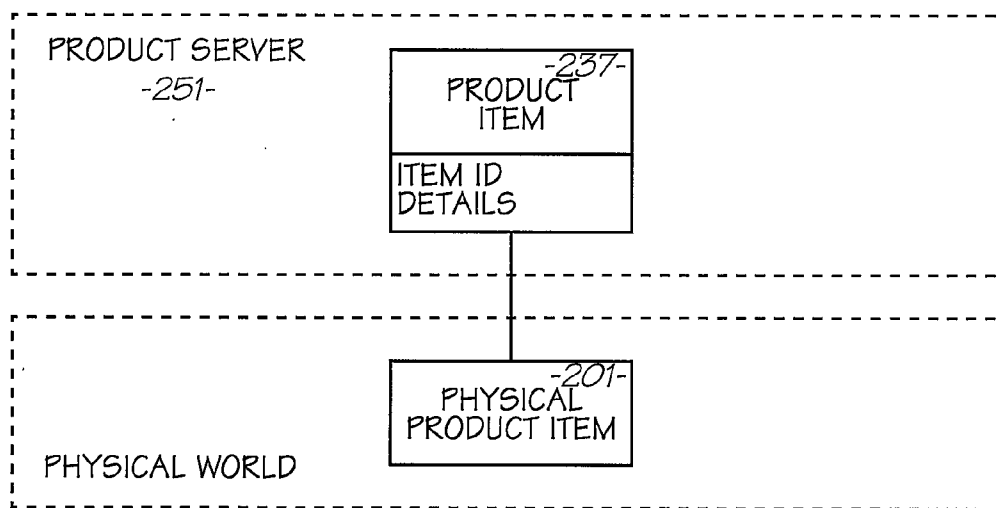 PRODUCT SERVER
-251-
-237-
PRODUCT
ITEM
ITEM ID
DETAILS
-201-
PHYSICAL
PRODUCT ITEM
PHYSICAL WORLD